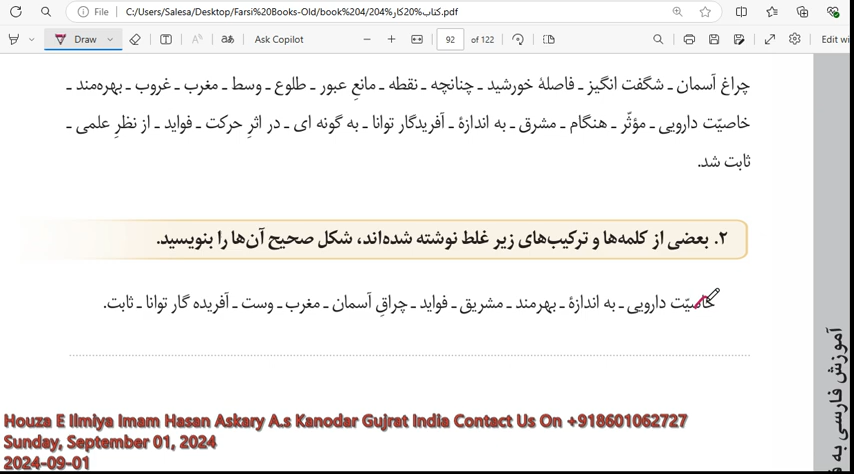 File
C:/Users/Salesa/Desktop/Farsi%20Books-Old/book%204/204%کتاب%20کار.pdf
Draw
aあ
Ask Copilot
92 of 122
Edit wi
چراغ آسمان ـ شگفت انگیز ـ فاصلهٔ خورشید ـ چنانچه ـ نقطه ـ مانعِ عبور ـ طلوع ـ وسط ـ مغرب ـ غروب ـ بهره‌مند ـ
خاصیّت دارویی ـ مؤثّر ـ هنگام ـ مشرق ـ به اندازهٔ ـ آفریدگار توانا ـ به گونه ای ـ در اثرِ حرکت ـ فواید ـ از نظرِ علمی ـ
ثابت شد.
۲. بعضی از کلمه‌ها و ترکیب‌های زیر غلط نوشته شده‌اند، شکل صحیح آن‌ها را بنویسید.
خاصیّت دارویی ـ به اندازهٔ ـ بهرمند ـ مشریق ـ فواید ـ چراقِ آسمان ـ مغرب ـ وست ـ آفریده گار توانا ـ ثابت.
آموزش فارسی به ف
Houza E Ilmiya Imam Hasan Askary A.s Kanodar Gujrat India Contact Us On +918601062727
Sunday, September 01, 2024
2024-09-01